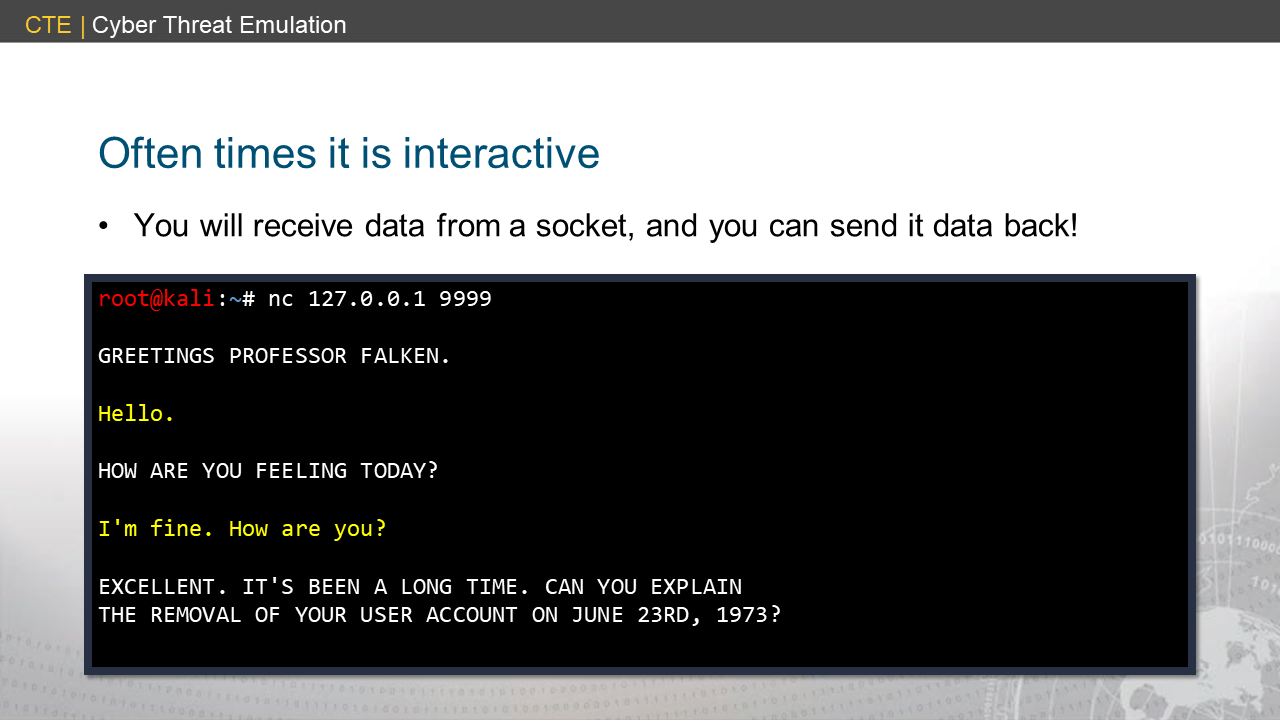 CTE | Cyber Threat Emulation
Often times it is interactive
• You will receive data from a socket, and you can send it data back!
root@kali:~# nc 127.0.0.1 9999
GREETINGS PROFESSOR FALKEN.
Hello.
HOW ARE YOU FEELING TODAY?
I'm fine. How are you?
EXCELLENT. IT'S BEEN A LONG TIME. CAN YOU EXPLAIN
THE REMOVAL OF YOUR USER ACCOUNT ON JUNE 23RD, 1973?